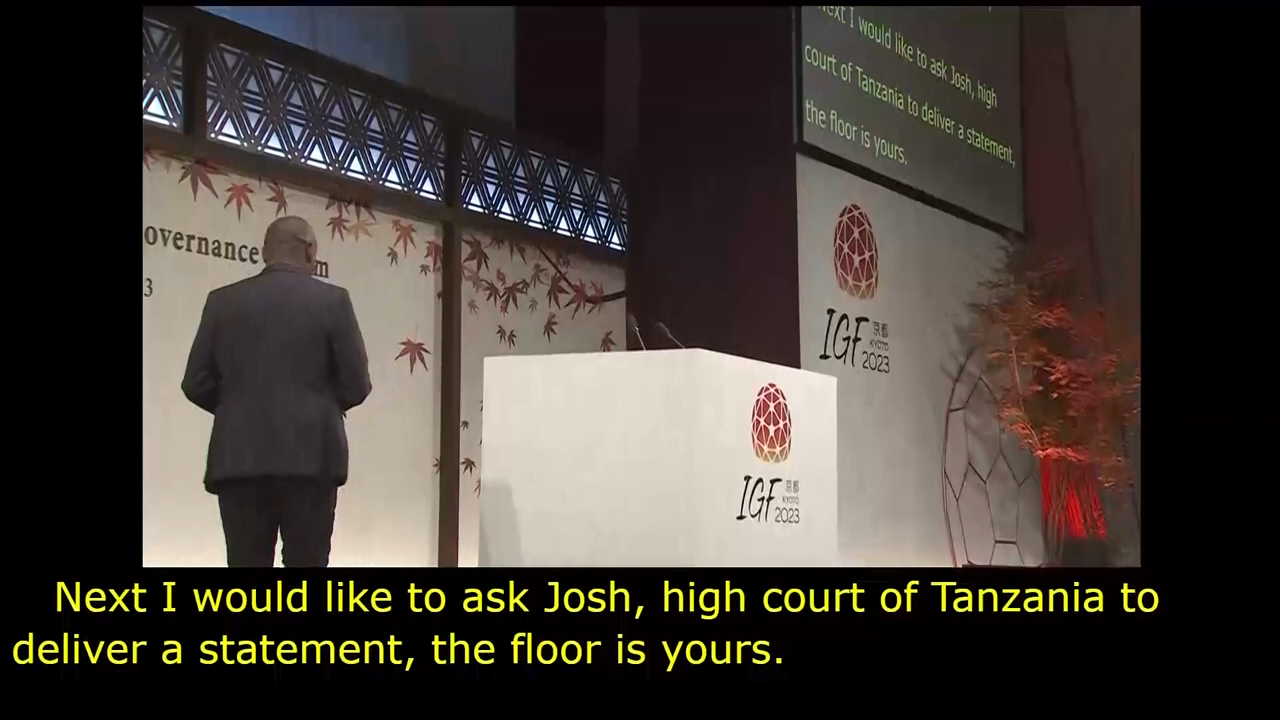 Next I would like to ask Josh, high
court of Tanzania to deliver a statement,
the floor is yours.
overnance
m
3
IGF 京都
KYOTO
2023
IGF 京都
KYOTO
2023
Next I would like to ask Josh, high court of Tanzania to
deliver a statement, the floor is yours.